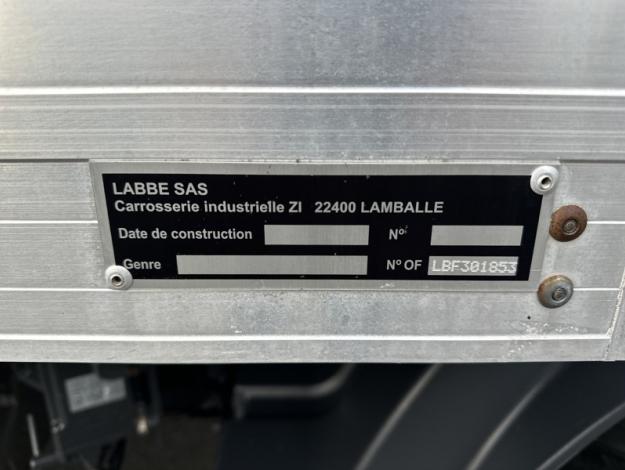 LABBE SAS
Carrosserie industrielle ZI 22400 LAMBALLE
Date de construction N°
Genre N° OF LBF301853